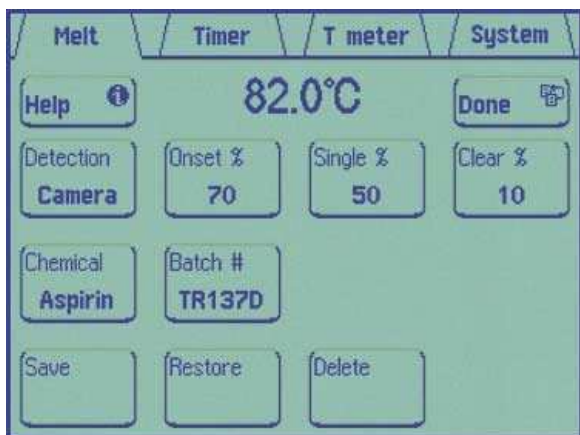 Melt Timer T meter System
Help 82.0°C Done
Detection Onset % Single % Clear %
Camera 70 50 10
Chemical Batch #
Aspirin TR137D
Save Restore Delete